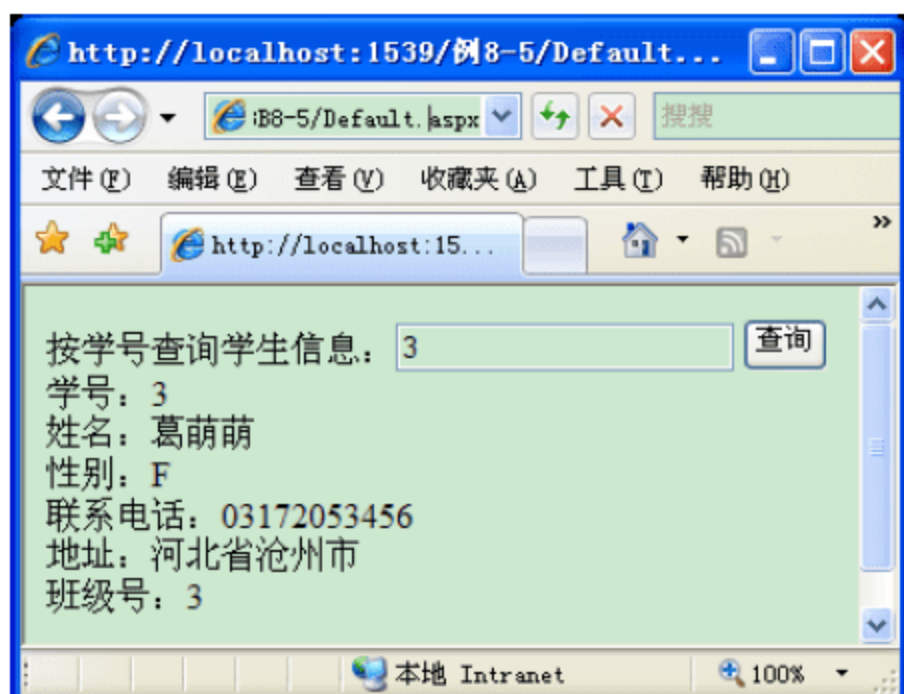 http://localhost:1539/例8-5/Default...
:B8-5/Default.aspx 搜搜
文件(F) 编辑(E) 查看(V) 收藏夹(A) 工具(T) 帮助(H)
http://localhost:15... »
按学号查询学生信息：3 查询
学号：3
姓名：葛萌萌
性别：F
联系电话：03172053456
地址：河北省沧州市
班级号：3
本地 Intranet 100%